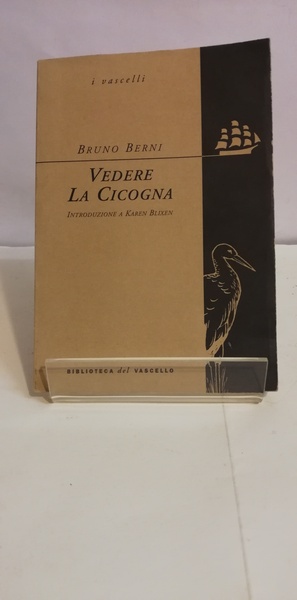 i vascelli
BRUNO BERNI
VEDERE
LA CICOGNA
INTRODUZIONE A KAREN BLIXEN
BIBLIOTECA del VASCELLO